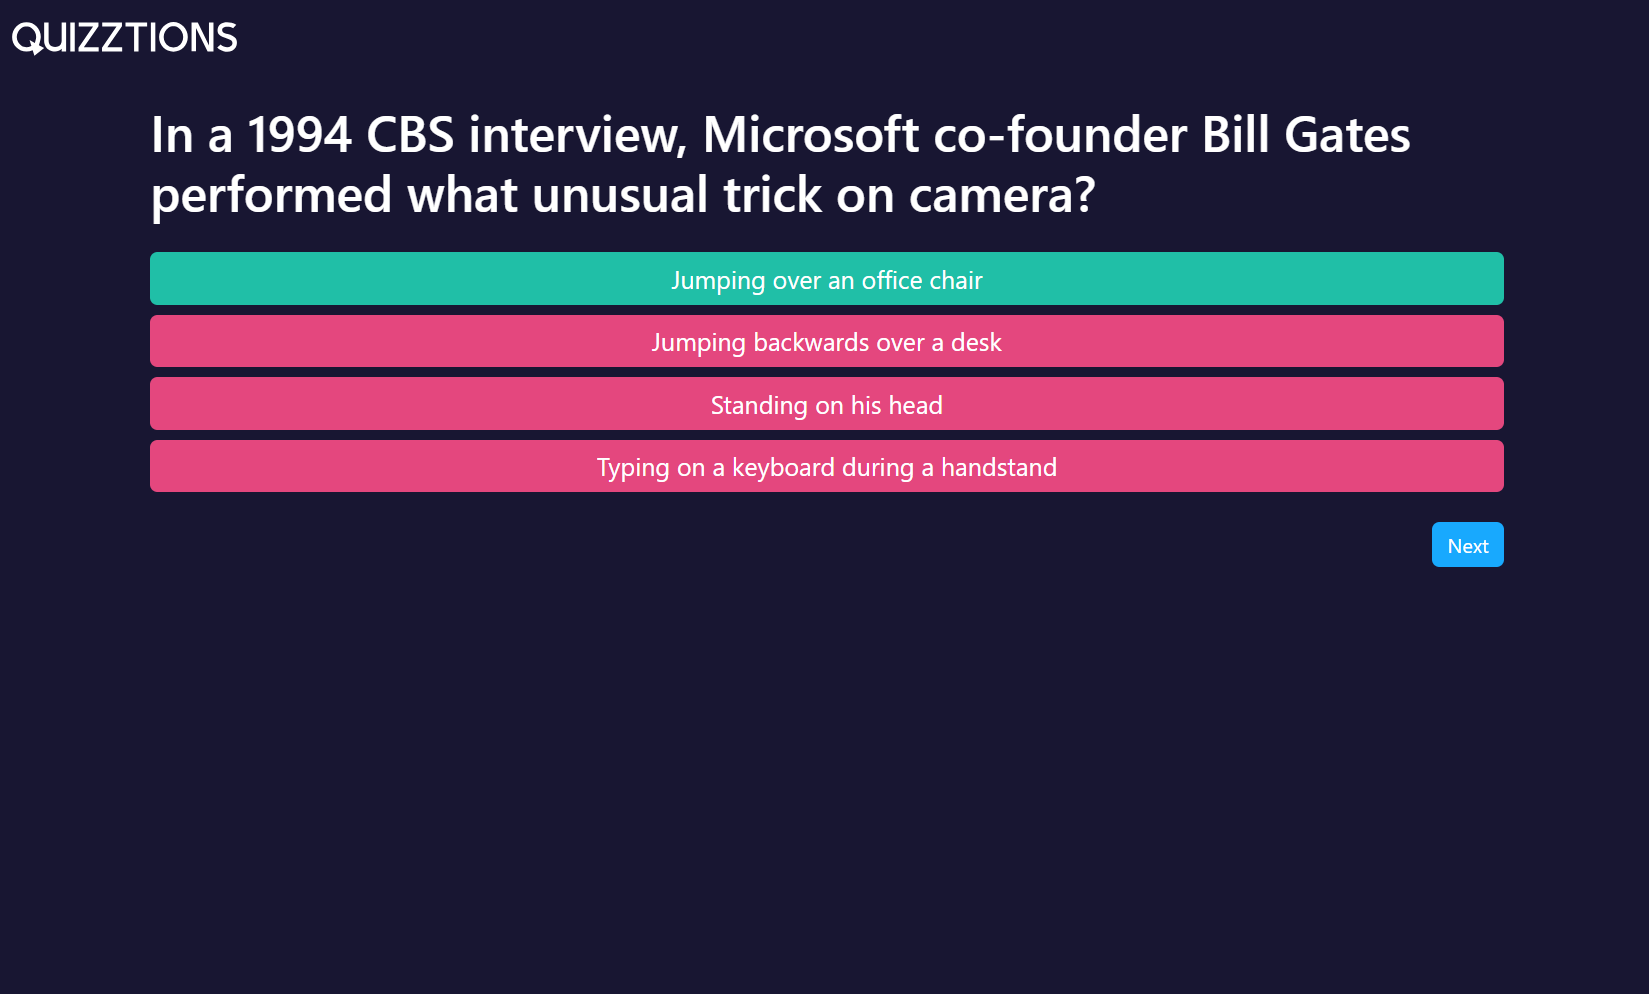 QUIZZTIONS
In a 1994 CBS interview, Microsoft co-founder Bill Gates
performed what unusual trick on camera?
Jumping over an office chair
Jumping backwards over a desk
Standing on his head
Typing on a keyboard during a handstand
Next